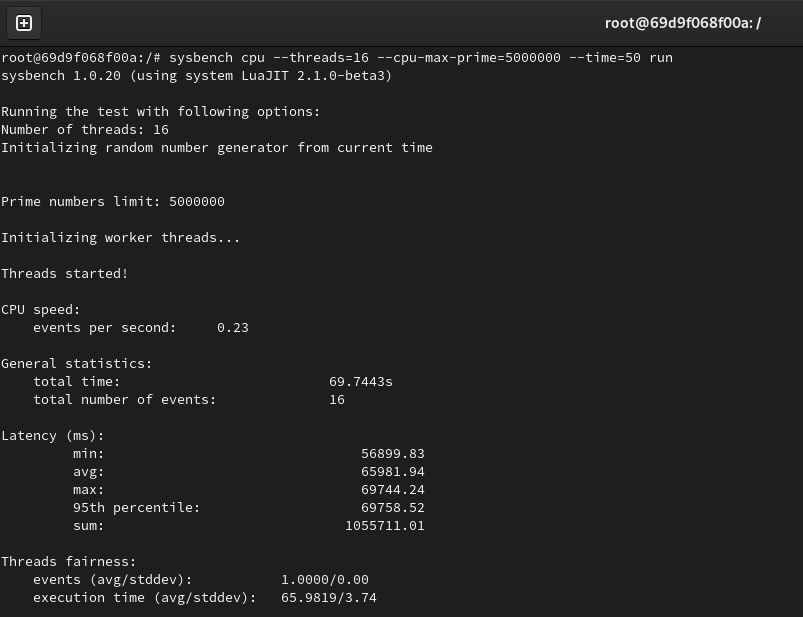 root@69d9f068f00a: /
root@69d9f068f00a:/# sysbench cpu --threads=16 --cpu-max-prime=5000000 --time=50 run
sysbench 1.0.20 (using system LuaJIT 2.1.0-beta3)
Running the test with following options:
Number of threads: 16
Initializing random number generator from current time
Prime numbers limit: 5000000
Initializing worker threads...
Threads started!
CPU speed:
events per second: 0.23
General statistics:
total time: 69.7443s
total number of events: 16
Latency (ms):
min: 56899.83
avg: 65981.94
max: 69744.24
95th percentile: 69758.52
sum: 1055711.01
Threads fairness:
events (avg/stddev): 1.0000/0.00
execution time (avg/stddev): 65.9819/3.74